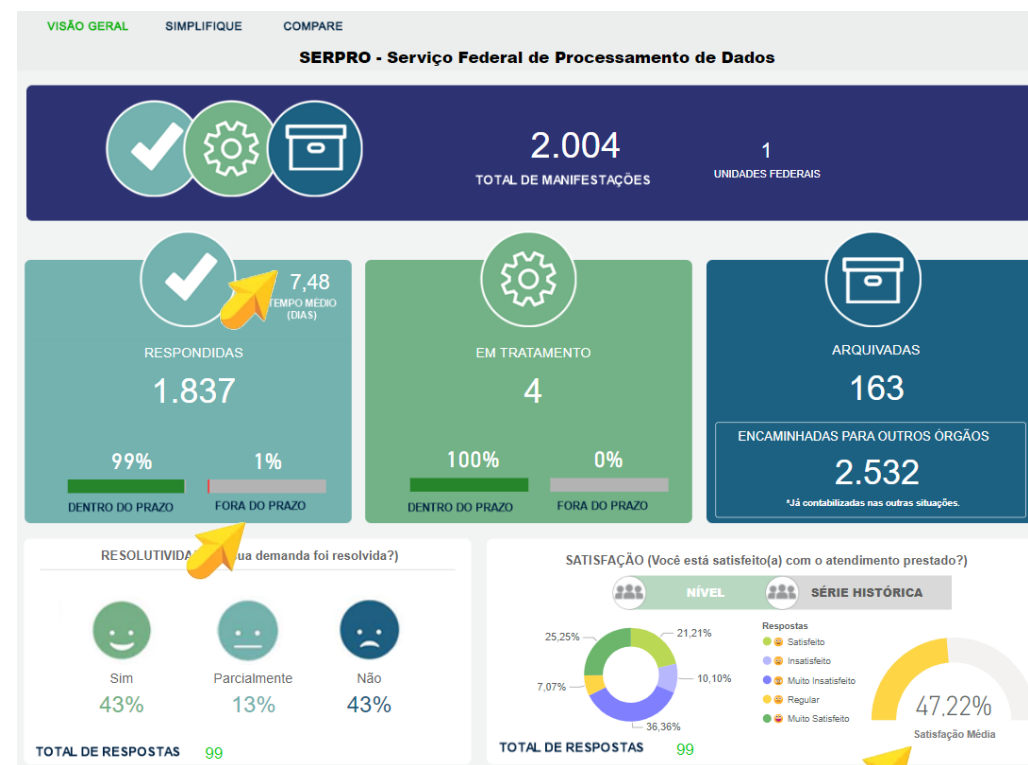 VISÃO GERAL SIMPLIFIQUE COMPARE
SERPRO - Serviço Federal de Processamento de Dados
2.004
TOTAL DE MANIFESTAÇÕES
1
UNIDADES FEDERAIS
7,48
TEMPO MÉDIO
(DIAS)
RESPONDIDAS
1.837
99% 1%
DENTRO DO PRAZO FORA DO PRAZO
EM TRATAMENTO
4
100% 0%
DENTRO DO PRAZO FORA DO PRAZO
ARQUIVADAS
163
ENCAMINHADAS PARA OUTROS ÓRGÃOS
2.532
*Já contabilizadas nas outras situações.
demanda foi resolvida?)
Sim Parcialmente Não
43% 13% 43%
TOTAL DE RESPOSTAS 99
SATISFAÇÃO (Você está satisfeito(a) com o atendimento prestado?)
NÍVEL SÉRIE HISTÓRICA
25,25%
21,21%
10,10%
7,07%
36,36%
Respostas
Satisfeito
Insatisfeito
Muito Insatisfeito
Regular
Muito Satisfeito
47,22%
Satisfação Média
TOTAL DE RESPOSTAS 99